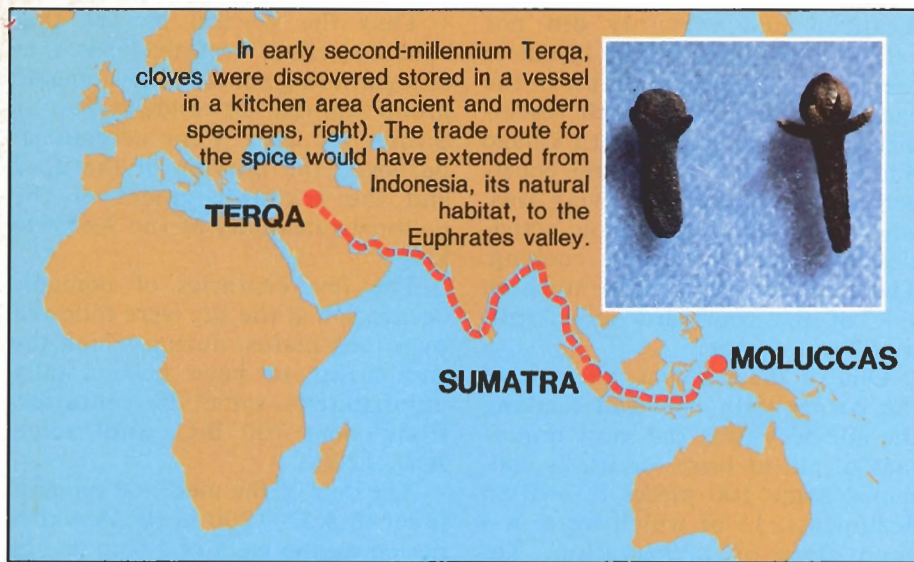 In early second-millennium Terqa,
cloves were discovered stored in a vessel
in a kitchen area (ancient and modern
specimens, right). The trade route for
the spice would have extended from
Indonesia, its natural
habitat, to the
Euphrates valley.
TERQA
SUMATRA
MOLUCCAS